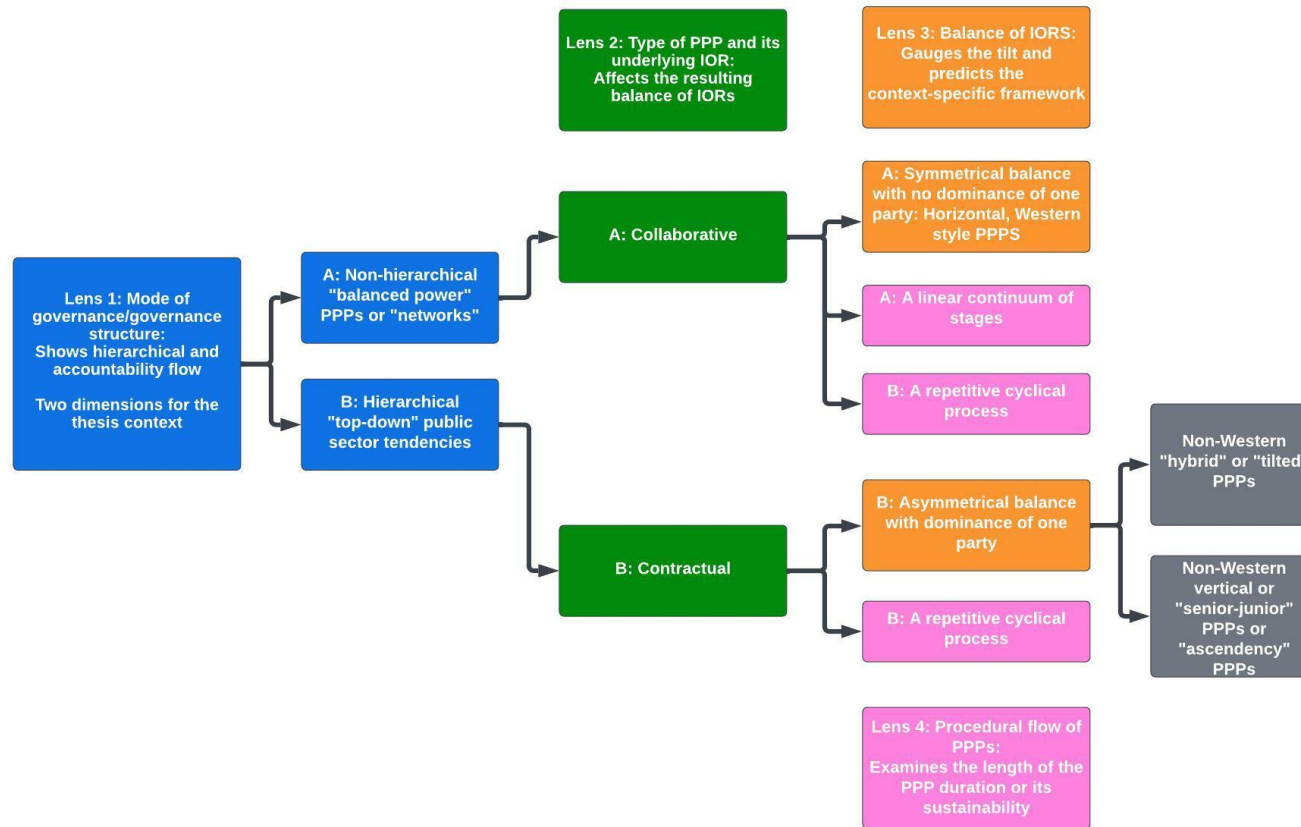 Lens 2: Type of PPP and its
underlying IOR:
Affects the resulting
balance of IORs
Lens 3: Balance of IORS:
Gauges the tilt and
predicts the
context-specific framework
A: Symmetrical balance
with no dominance of one
party: Horizontal, Western
style PPPS
A: Collaborative
Lens 1: Mode of
governance/governance
structure:
Shows hierarchical and
accountability flow
Two dimensions for the
thesis context
A: Non-hierarchical
"balanced power"
PPPs or "networks"
A: A linear continuum of
stages
B: Hierarchical
"top-down" public
sector tendencies
B: A repetitive cyclical
process
Non-Western
"hybrid" or "tilted"
PPPs
B: Asymmetrical balance
with dominance of one
party
B: Contractual
Non-Western
vertical or
"senior-junior"
PPPs or
"ascendency"
PPPs
B: A repetitive cyclical
process
Lens 4: Procedural flow of
PPPs:
Examines the length of the
PPP duration or its
sustainability